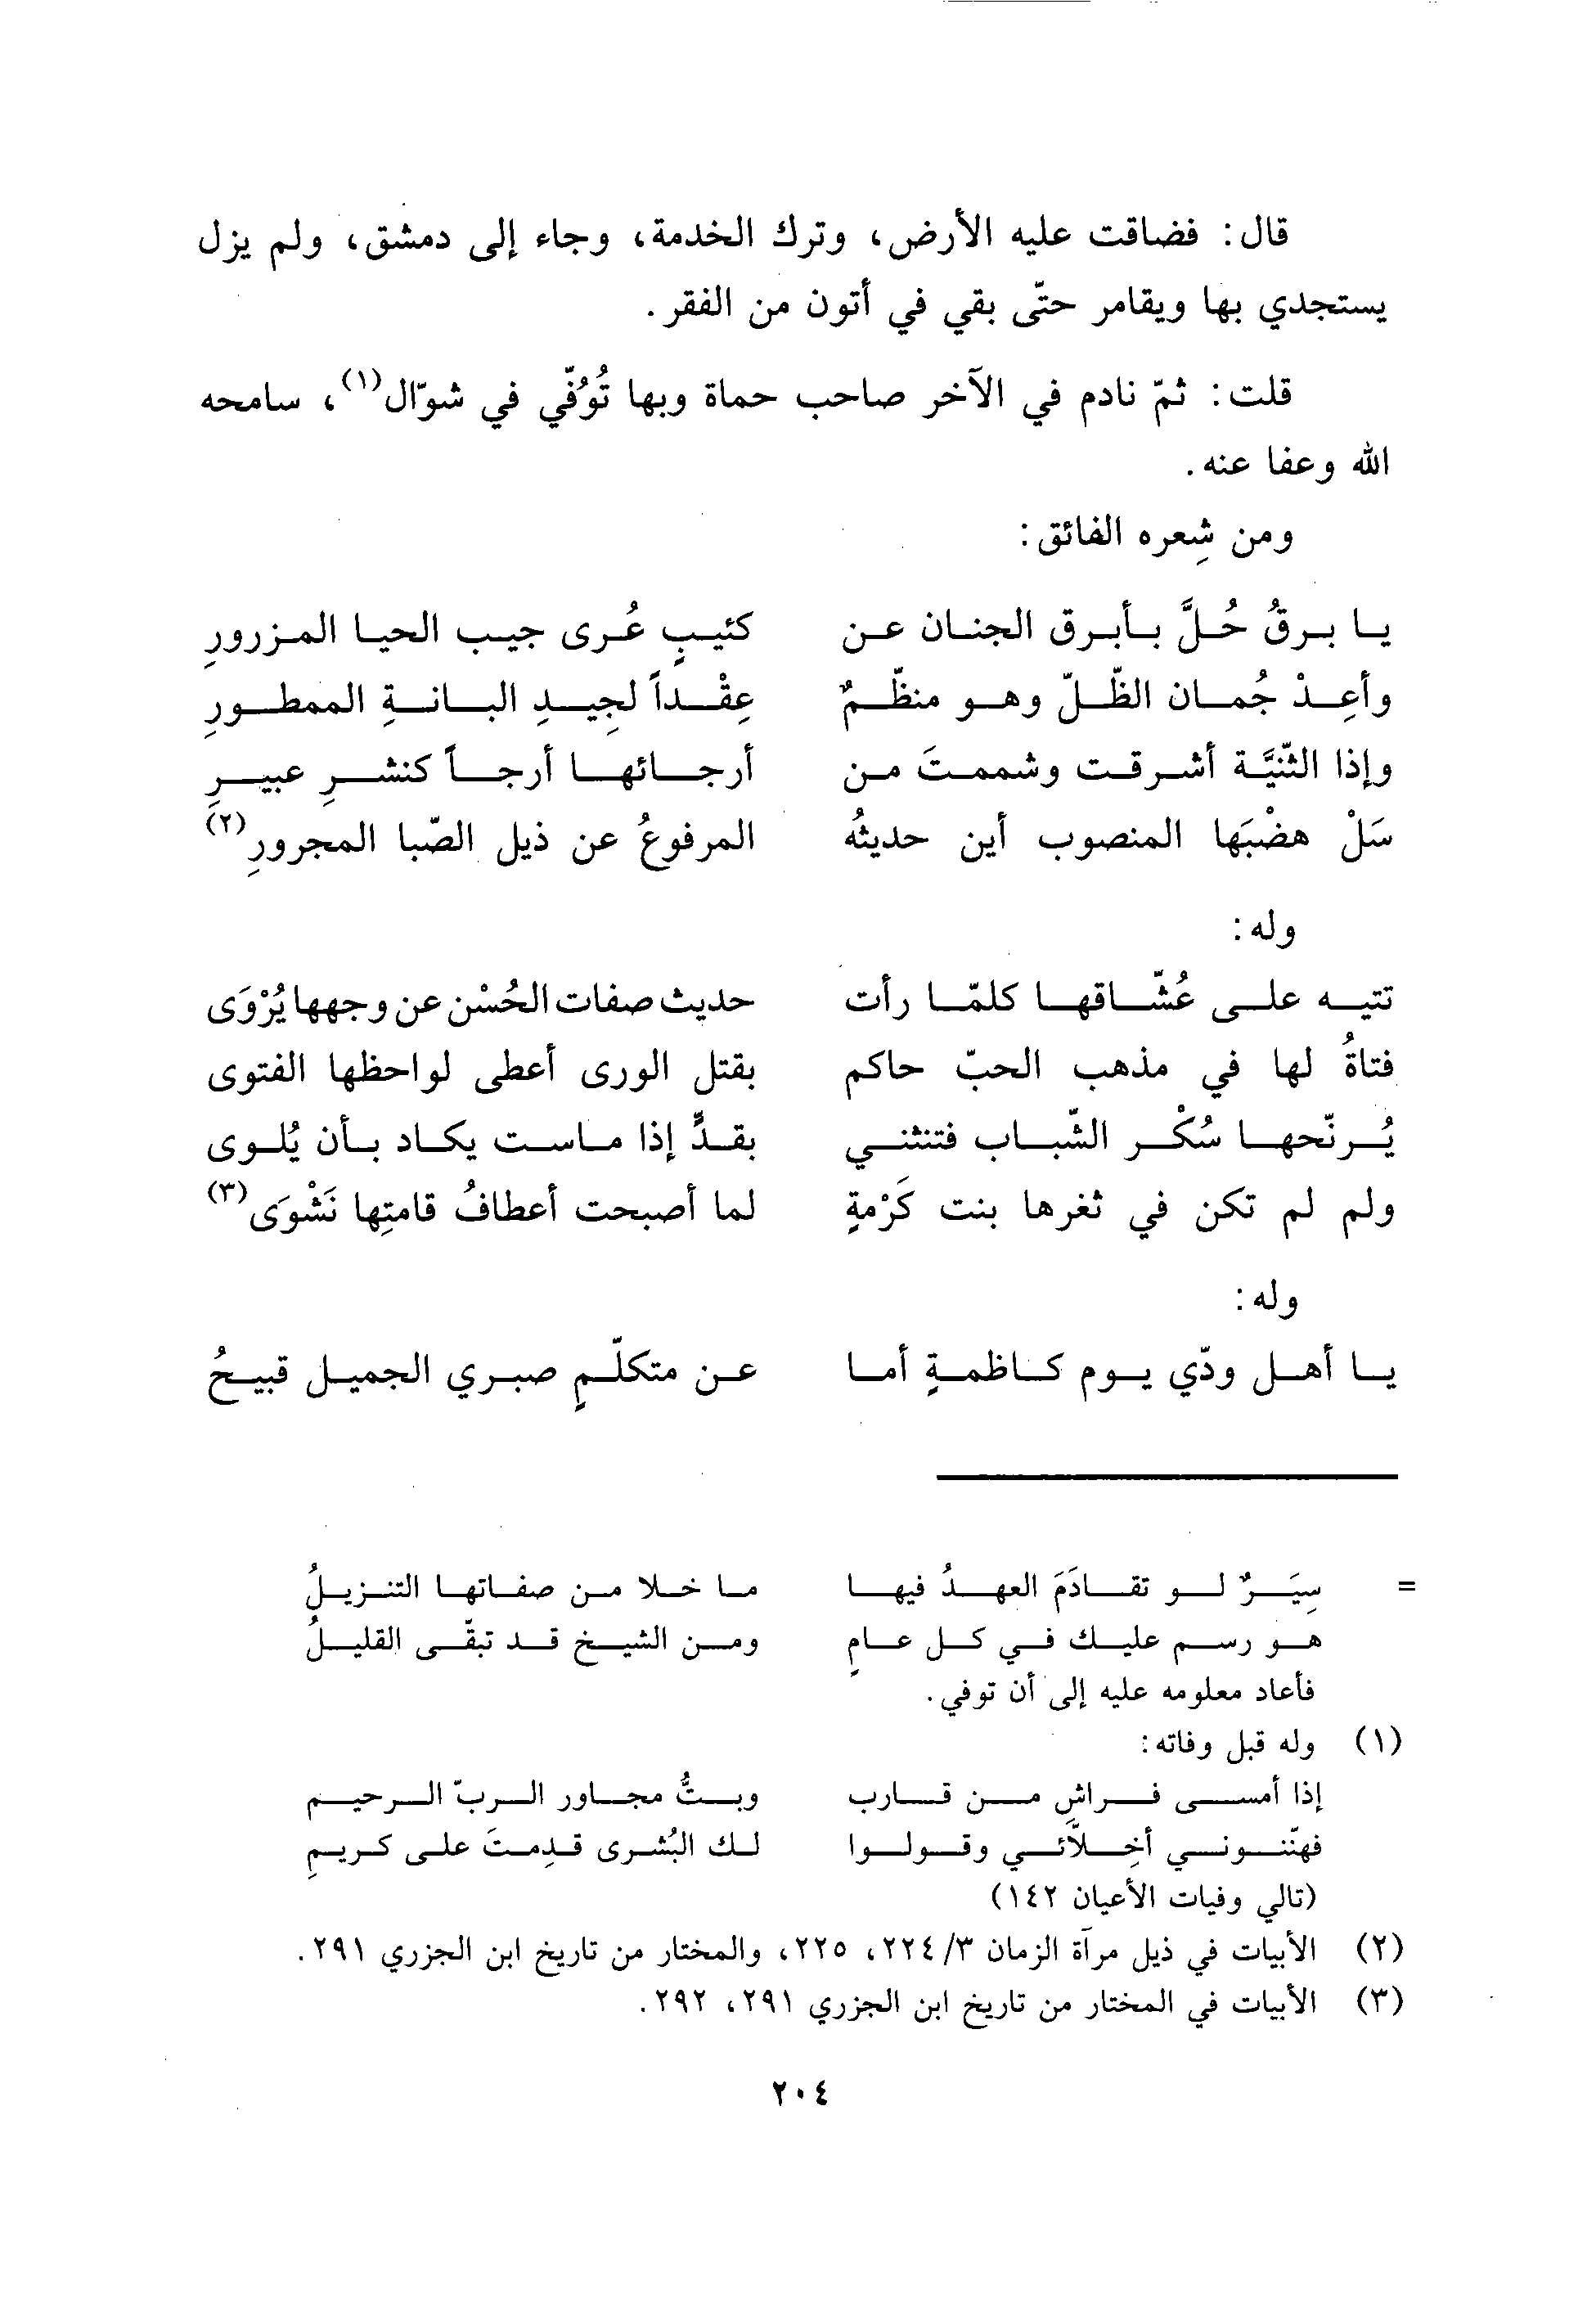 قال: فضاقت عليه الأرض، وترك الخدمة، وجاء إلى دمشق، ولم يزل
يستجدي بها ويقامر حتّى بقي في أتون من الفقر.
قلت: ثمّ نادم في الآخر صاحب حماة وبها تُوُفّي في شوّال(١)، سامحه
الله وعفا عنه.
ومن شِعره الفائق:
يا برقُ حُلَّ بأبرق الجنان عن كئيبٍ عُرى جيب الحيا المزرورِ
وأعِدْ جُمان الظّلّ وهو منظّمٌ عِقْداً لجِيدِ البانةِ الممطورِ
وإذا الثّنيَّة أشرقت وشممتَ من أرجائها أرجاً كنشرِ عبيرِ
سَلْ هضْبَها المنصوب أين حديثُه المرفوعُ عن ذيل الصّبا المجرورِ(٢)
وله:
تتيه على عُشّاقها كلمّا رأت حديث صفات الحُسْن عن وجهها يُرْوَى
فتاةُ لها في مذهب الحبّ حاكم بقتل الورى أعطى لواحظها الفتوى
يُرنّحها سُكْر الشّباب فتنثني بقدٍّ إذا ماست يكاد بأن يُلوى
ولم لم تكن في ثغرها بنت كَرْمةٍ لما أصبحت أعطافُ قامتِها نَشْوَى(٣)
وله:
يا أهل ودّي يوم كاظمةٍ أما عن متكلّمٍ صبري الجميل قبيحُ
= سِيَرٌ لو تقادَمَ العهدُ فيها ما خلا من صفاتها التنزيلُ
هو رسم عليك في كل عامٍ ومن الشيخ قد تبقّى القليلُ
فأعاد معلومه عليه إلى أن توفي.
(١) وله قبل وفاته:
إذا أمسى فراشِ من قارب وبتُّ مجاور الربّ الرحيم
فهنّنوني أخِلاَّئي وقولوا لك البُشرى قدِمتَ على كريمِ
(تالي وفيات الأعيان ١٤٢)
(٢) الأبيات في ذيل مرآة الزمان ٢٢٤/٣، ٢٢٥، والمختار من تاريخ ابن الجزري ٢٩١.
(٣) الأبيات في المختار من تاريخ ابن الجزري ٢٩١، ٢٩٢.
٢٠٤